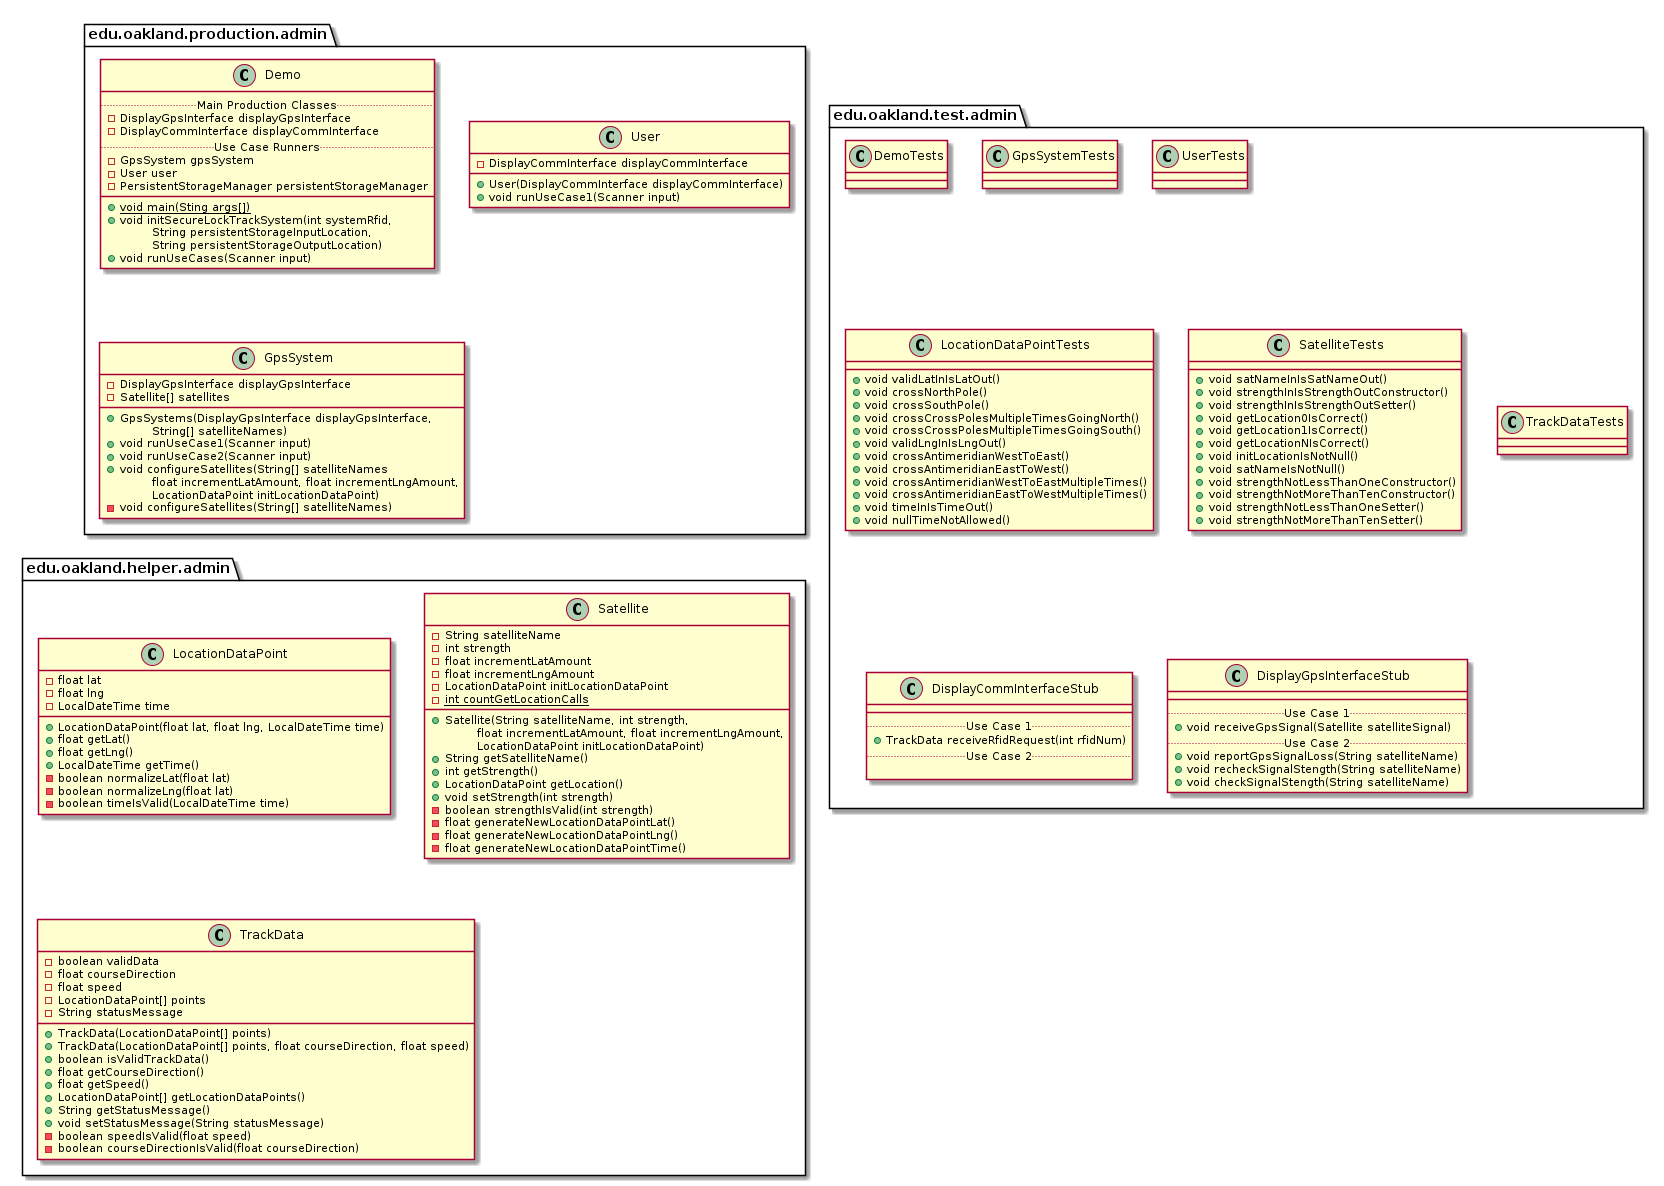 edu.oakland.production.admin
C Demo
Main Production Classes
DisplayGpsInterface displayGpsInterface
DisplayCommInterface displayCommInterface
Use Case Runners
GpsSystem gpsSystem
User user
PersistentStorageManager persistentStorageManager
void main(Sting args[])
void initSecureLockTrackSystem(int systemRfid,
String persistentStorageInputLocation,
String persistentStorageOutputLocation)
void runUseCases(Scanner input)
C User
DisplayCommInterface displayCommInterface
User(DisplayCommInterface displayCommInterface)
void runUseCase1(Scanner input)
C GpsSystem
DisplayGpsInterface displayGpsInterface
Satellite[] satellites
GpsSystems(DisplayGpsInterface displayGpsInterface,
String[] satelliteNames)
void runUseCase1(Scanner input)
void runUseCase2(Scanner input)
void configureSatellites(String[] satelliteNames
float incrementLatAmount, float incrementLngAmount,
LocationDataPoint initLocationDataPoint)
void configureSatellites(String[] satelliteNames)
edu.oakland.test.admin
C DemoTests
C GpsSystemTests
C UserTests
C LocationDataPointTests
void validLatInIsLatOut()
void crossNorthPole()
void crossSouthPole()
void crossCrossPolesMultipleTimesGoingNorth()
void crossCrossPolesMultipleTimesGoingSouth()
void validLngInIsLngOut()
void crossAntimeridianWestToEast()
void crossAntimeridianEastToWest()
void crossAntimeridianWestToEastMultipleTimes()
void crossAntimeridianEastToWestMultipleTimes()
void timeInIsTimeOut()
void nullTimeNotAllowed()
C SatelliteTests
void satNameInIsSatNameOut()
void strengthInIsStrengthOutConstructor()
void strengthInIsStrengthOutSetter()
void getLocation0IsCorrect()
void getLocation1IsCorrect()
void getLocationNIsCorrect()
void initLocationIsNotNull()
void satNameIsNotNull()
void strengthNotLessThanOneConstructor()
void strengthNotMoreThanTenConstructor()
void strengthNotLessThanOneSetter()
void strengthNotMoreThanTenSetter()
C TrackDataTests
C DisplayCommInterfaceStub
Use Case 1
TrackData receiveRfidRequest(int rfidNum)
Use Case 2
C DisplayGpsInterfaceStub
Use Case 1
void receiveGpsSignal(Satellite satelliteSignal)
Use Case 2
void reportGpsSignalLoss(String satelliteName)
void recheckSignalStength(String satelliteName)
void checkSignalStength(String satelliteName)
edu.oakland.helper.admin
C LocationDataPoint
float lat
float lng
LocalDateTime time
LocationDataPoint(float lat, float lng, LocalDateTime time)
float getLat()
float getLng()
LocalDateTime getTime()
boolean normalizeLat(float lat)
boolean normalizeLng(float lat)
boolean timeIsValid(LocalDateTime time)
C Satellite
String satelliteName
int strength
float incrementLatAmount
float incrementLngAmount
LocationDataPoint initLocationDataPoint
int countGetLocationCalls
Satellite(String satelliteName, int strength,
float incrementLatAmount, float incrementLngAmount,
LocationDataPoint initLocationDataPoint)
String getSatelliteName()
int getStrength()
LocationDataPoint getLocation()
void setStrength(int strength)
boolean strengthIsValid(int strength)
float generateNewLocationDataPointLat()
float generateNewLocationDataPointLng()
float generateNewLocationDataPointTime()
C TrackData
boolean validData
float courseDirection
float speed
LocationDataPoint[] points
String statusMessage
TrackData(LocationDataPoint[] points)
TrackData(LocationDataPoint[] points, float courseDirection, float speed)
boolean isValidTrackData()
float getCourseDirection()
float getSpeed()
LocationDataPoint[] getLocationDataPoints()
String getStatusMessage()
void setStatusMessage(String statusMessage)
boolean speedIsValid(float speed)
boolean courseDirectionIsValid(float courseDirection)